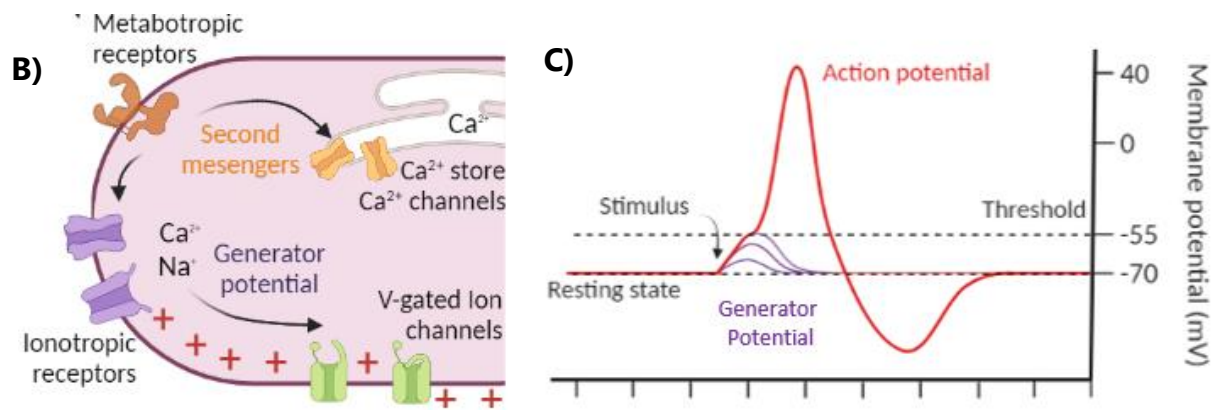 B)
Metabotropic
receptors
Second
mesengers
Ca²⁺
Ca²⁺ store
Ca²⁺ channels
Ca²⁺
Na⁺
Generator
potential
V-gated Ion
channels
Ionotropic
receptors
+ + + + + + +
C)
Action potential
40
0
Stimulus
Threshold
-55
-70
Resting state
Generator
Potential
Membrane potential (mV)